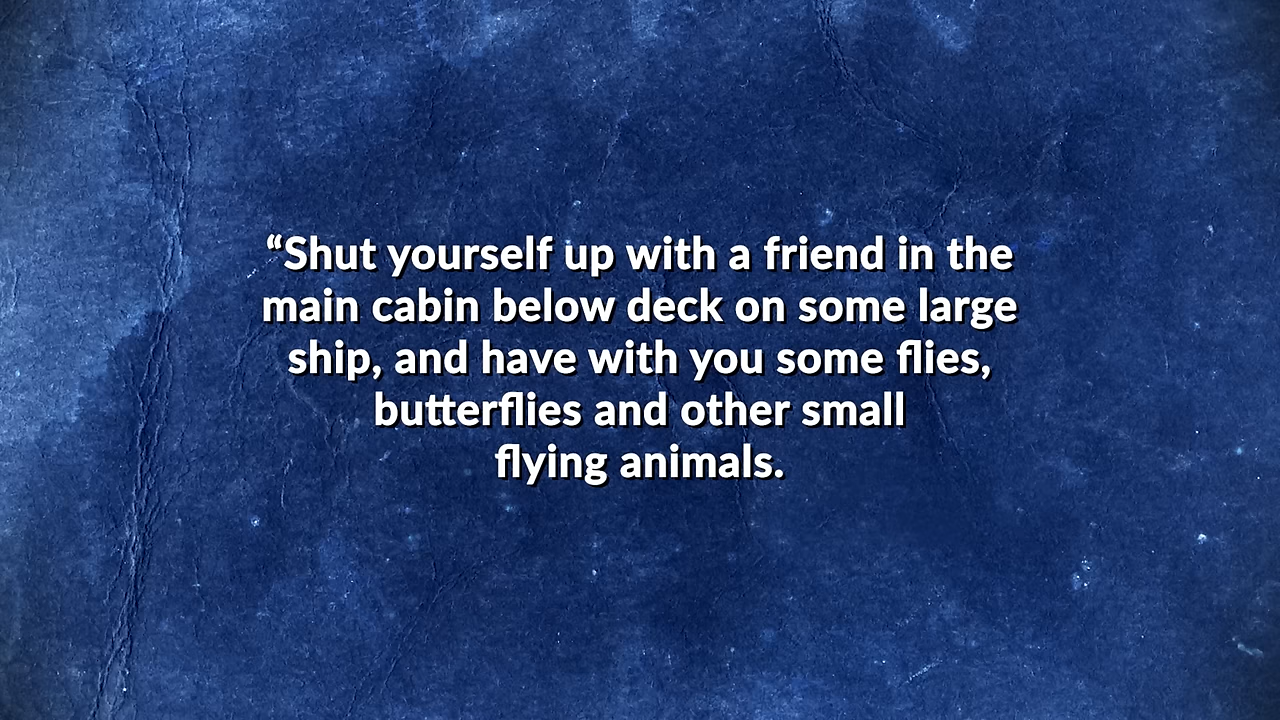 “Shut yourself up with a friend in the
main cabin below deck on some large
ship, and have with you some flies,
butterflies and other small
flying animals.